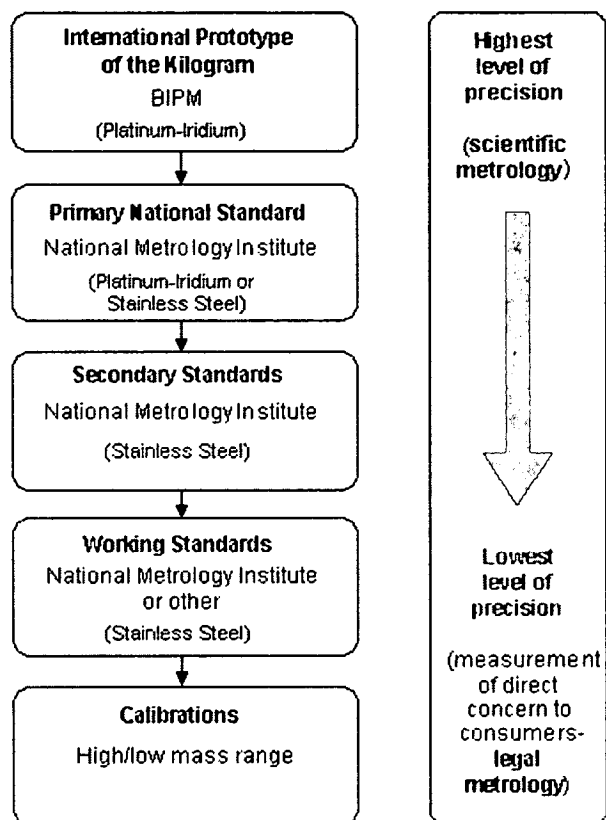 International Prototype
of the Kilogram
BIPM
(Platinum-Iridium)
Primary National Standard
National Metrology Institute
(Platinum-Iridium or
Stainless Steel)
Secondary Standards
National Metrology Institute
(Stainless Steel)
Working Standards
National Metrology Institute
or other
(Stainless Steel)
Calibrations
High/low mass range
Highest
level of
precision
(scientific
metrology)
Lowest
level of
precision
(measurement
of direct
concern to
consumers-
legal
metrology)